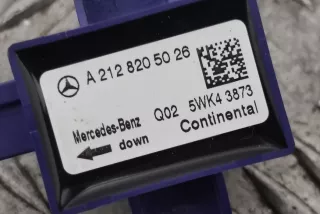 A 212 820 50 26
Q02 5WK4 3873
Mercedes-Benz
down Continental